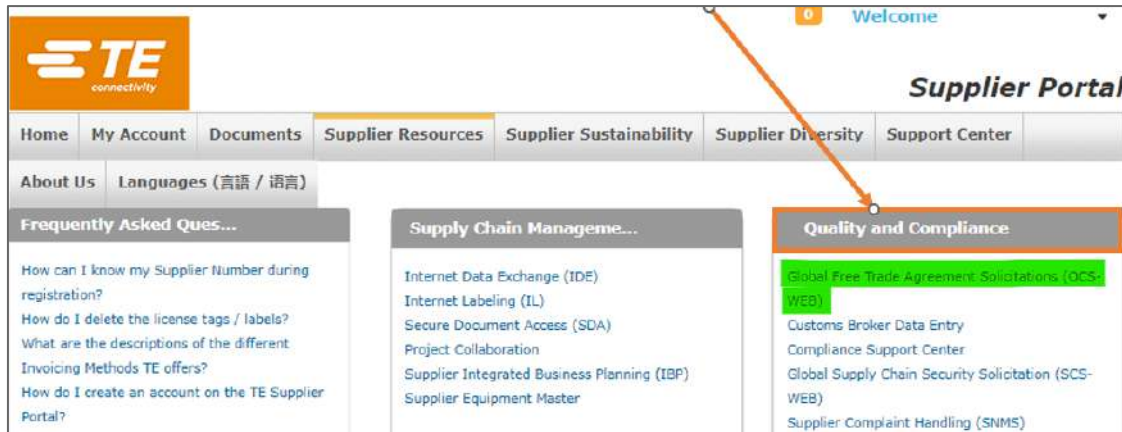 0 Welcome
TE
connectivity
Supplier Portal
Home My Account Documents Supplier Resources Supplier Sustainability Supplier Diversity Support Center
About Us Languages (言語 / 语言)
Frequently Asked Ques...
How can I know my Supplier Number during
registration?
How do I delete the license tags / labels?
What are the descriptions of the different
Invoicing Methods TE offers?
How do I create an account on the TE Supplier
Portal?
Supply Chain Manageme...
Internet Data Exchange (IDE)
Internet Labeling (IL)
Secure Document Access (SDA)
Project Collaboration
Supplier Integrated Business Planning (IBP)
Supplier Equipment Master
Quality and Compliance
Global Free Trade Agreement Solicitations (OCS-
WEB)
Customs Broker Data Entry
Compliance Support Center
Global Supply Chain Security Solicitation (SCS-
WEB)
Supplier Complaint Handling (SNMS)